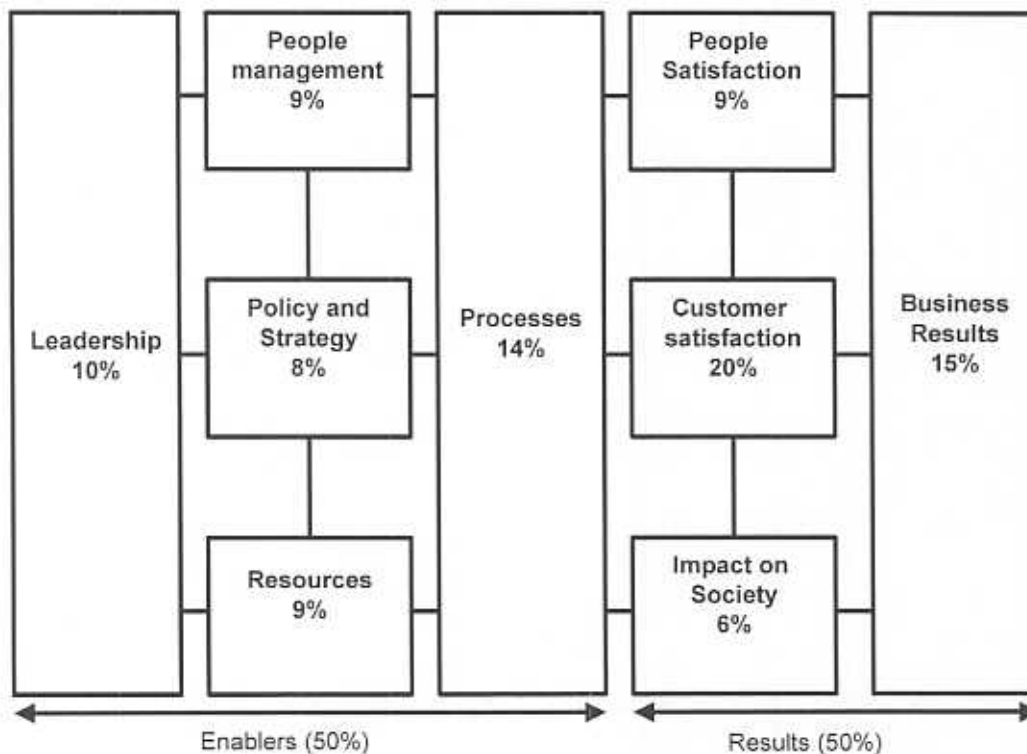 People
management
9%
People
Satisfaction
9%
Leadership
10%
Policy and
Strategy
8%
Processes
14%
Customer
satisfaction
20%
Business
Results
15%
Resources
9%
Impact on
Society
6%
Enablers (50%)
Results (50%)